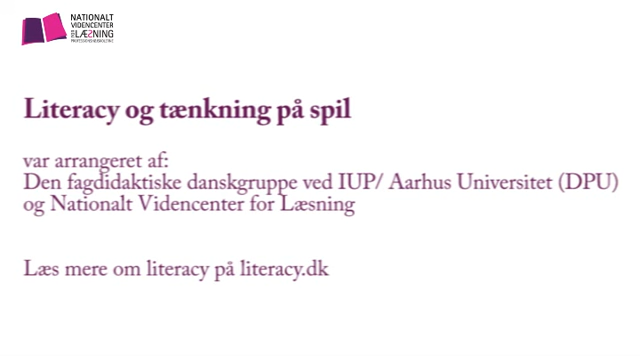 NATIONALT
VIDENCENTER
FOR LÆSNING
PROFESSIONSHØJSKOLERNE
Literacy og tænkning på spil
var arrangeret af:
Den fagdidaktiske danskgruppe ved IUP/ Aarhus Universitet (DPU)
og Nationalt Videncenter for Læsning
Læs mere om literacy på literacy.dk